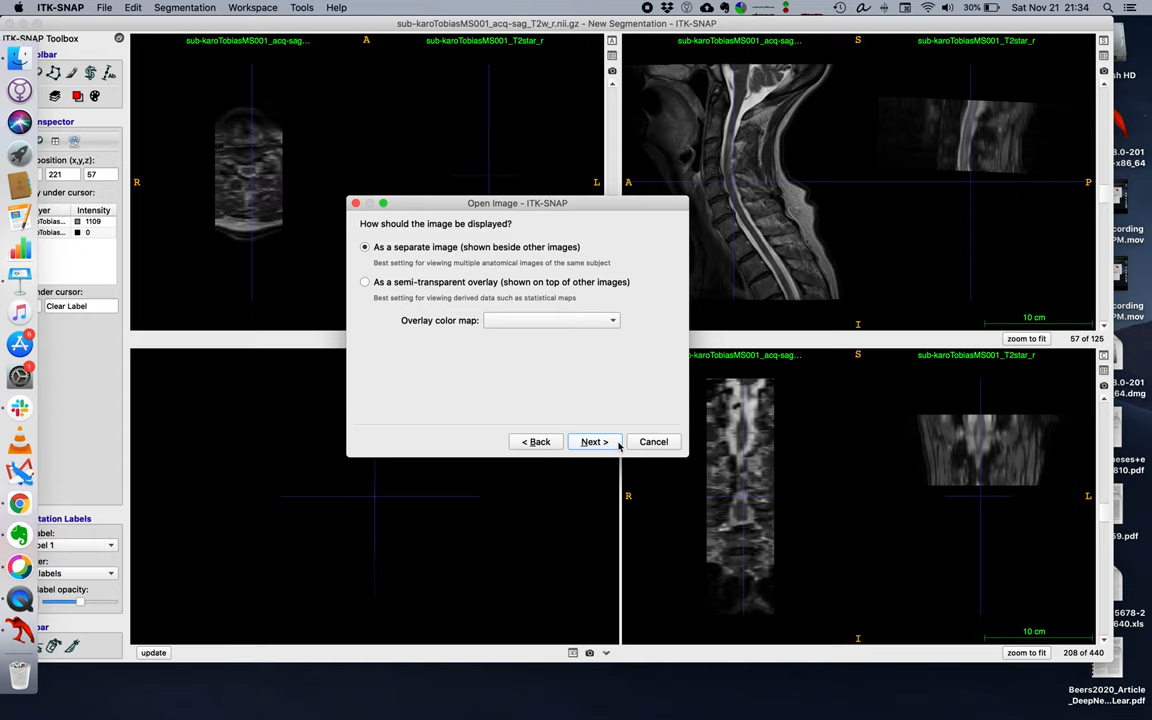 ITK-SNAP File Edit Segmentation Workspace Tools Help
30% Sat Nov 21 21:34
sub-karoTobiasMS001_acq-sag_T2w_r.nii.gz - New Segmentation - ITK-SNAP
ITK-SNAP Toolbox
sub-karoTobiasMS001_acq-sag...
A
sub-karoTobiasMS001_T2star_r
sub-karoTobiasMS001_acq-sag...
S
sub-karoTobiasMS001_T2star_r
R
L
A
P
I
10 cm
zoom to fit
57 of 125
221
57
Intensity
1109
0
Clear Label
Open Image - ITK-SNAP
How should the image be displayed?
As a separate image (shown beside other images)
Best setting for viewing multiple anatomical images of the same subject
As a semi-transparent overlay (shown on top of other images)
Best setting for viewing derived data such as statistical maps
Overlay color map:
< Back
Next >
Cancel
b-karoTobiasMS001_acq-sag...
S
sub-karoTobiasMS001_T2star_r
R
L
I
10 cm
zoom to fit
208 of 440
update
Beers2020_Article
_DeepNe...Lear.pdf